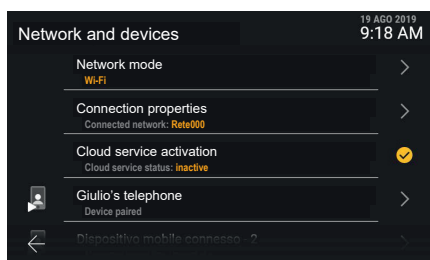 19 AGO 2019
Network and devices
9:18 AM
Network mode
Wi-Fi
Connection properties
Connected network: Rete000
Cloud service activation
Cloud service status: inactive
Giulio's telephone
Device paired
Dispositivo mobile connesso - 2